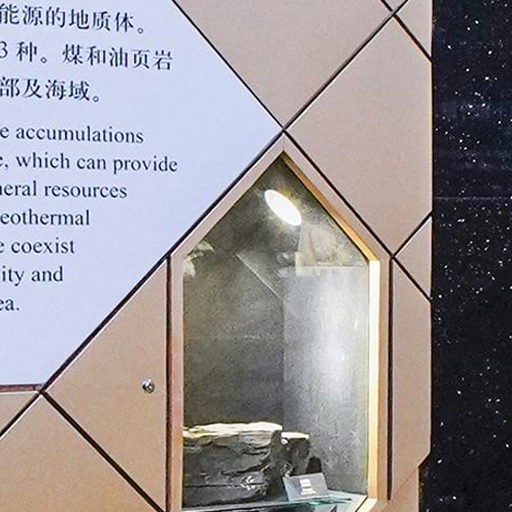 能源的地质体。
3 种。煤和油页岩
部及海域。
e accumulations
e, which can provide
neral resources
eothermal
e coexist
ity and
ea.